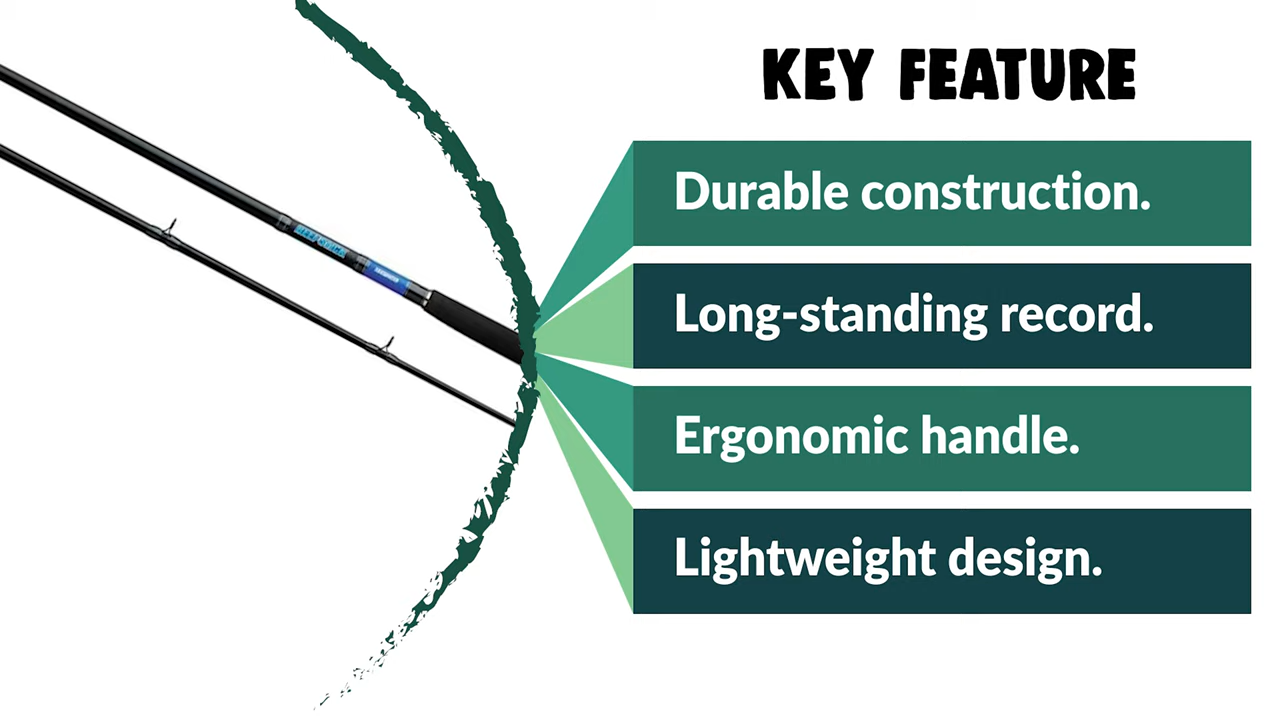 KEY FEATURE
Durable construction.
Long-standing record.
Ergonomic handle.
Lightweight design.